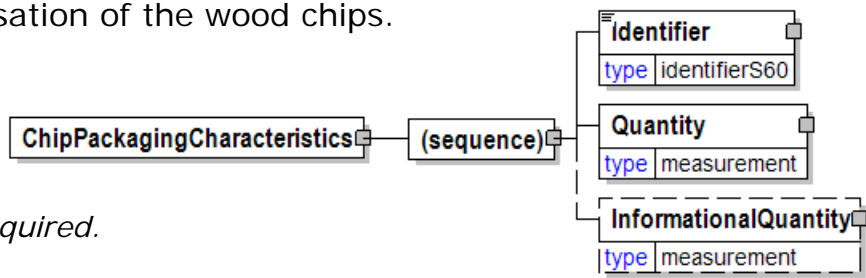 sation of the wood chips.
Identifier
type identifierS60
ChipPackagingCharacteristics
(sequence)
Quantity
type measurement
InformationalQuantity
type measurement
quired.